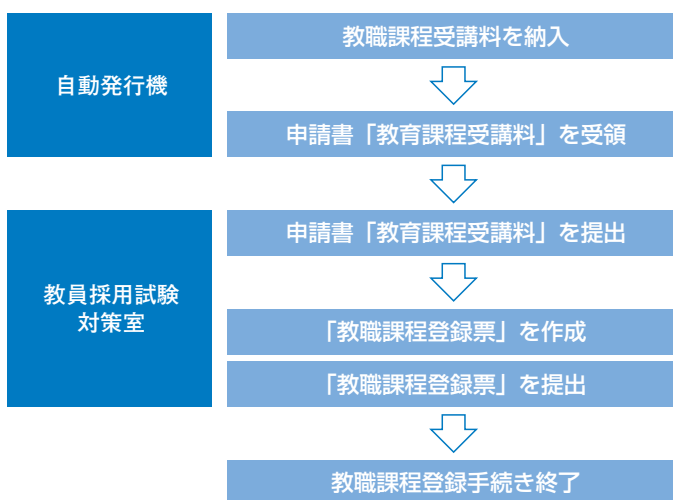 自動発行機
教職課程受講料を納入
申請書「教育課程受講料」を受領
教員採用試験
対策室
申請書「教育課程受講料」を提出
「教職課程登録票」を作成
「教職課程登録票」を提出
教職課程登録手続き終了